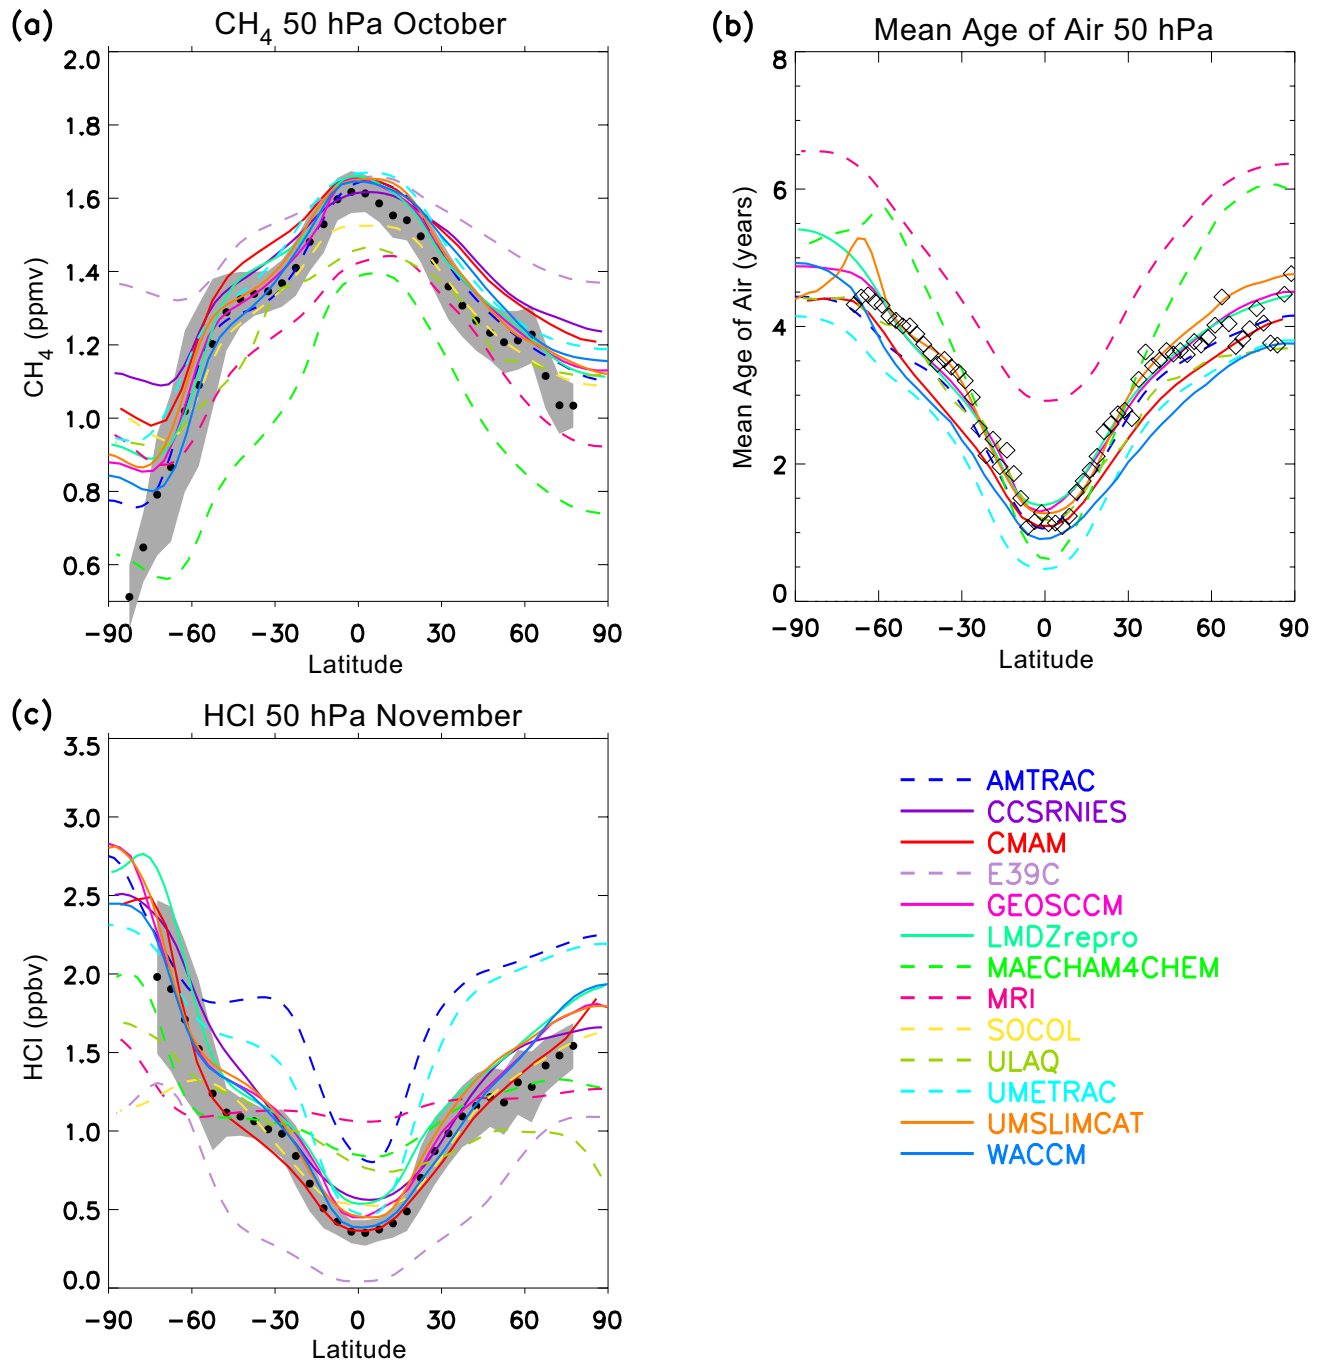 (a)
CH4 50 hPa October
2.0
1.8
1.6
1.4
1.2
1.0
0.8
0.6
CH4 (ppmv)
−90 −60 −30 0 30 60 90
Latitude
(b)
Mean Age of Air 50 hPa
8
6
4
2
0
Mean Age of Air (years)
−90 −60 −30 0 30 60 90
Latitude
(c)
HCl 50 hPa November
3.5
3.0
2.5
2.0
1.5
1.0
0.5
0.0
HCl (ppbv)
−90 −60 −30 0 30 60 90
Latitude
AMTRAC
CCSRNIES
CMAM
E39C
GEOSCCM
LMDZrepro
MAECHAM4CHEM
MRI
SOCOL
ULAQ
UMETRAC
UMSLIMCAT
WACCM